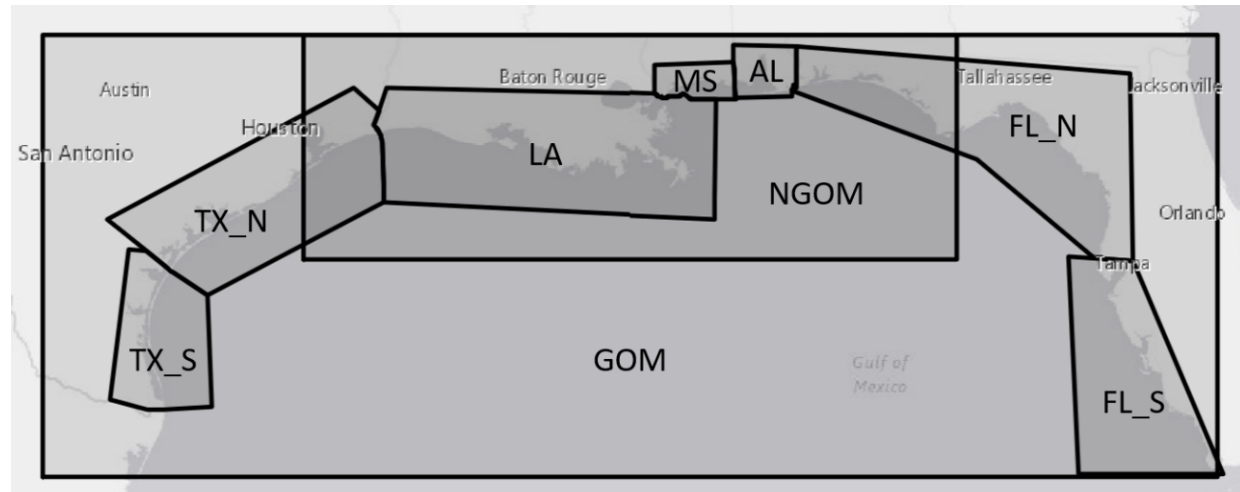 Austin
Baton Rouge
MS
AL
Tallahassee
Jacksonville
Houston
San Antonio
LA
FL_N
NGOM
TX_N
Orlando
Tampa
TX_S
GOM
Gulf of
Mexico
FL_S